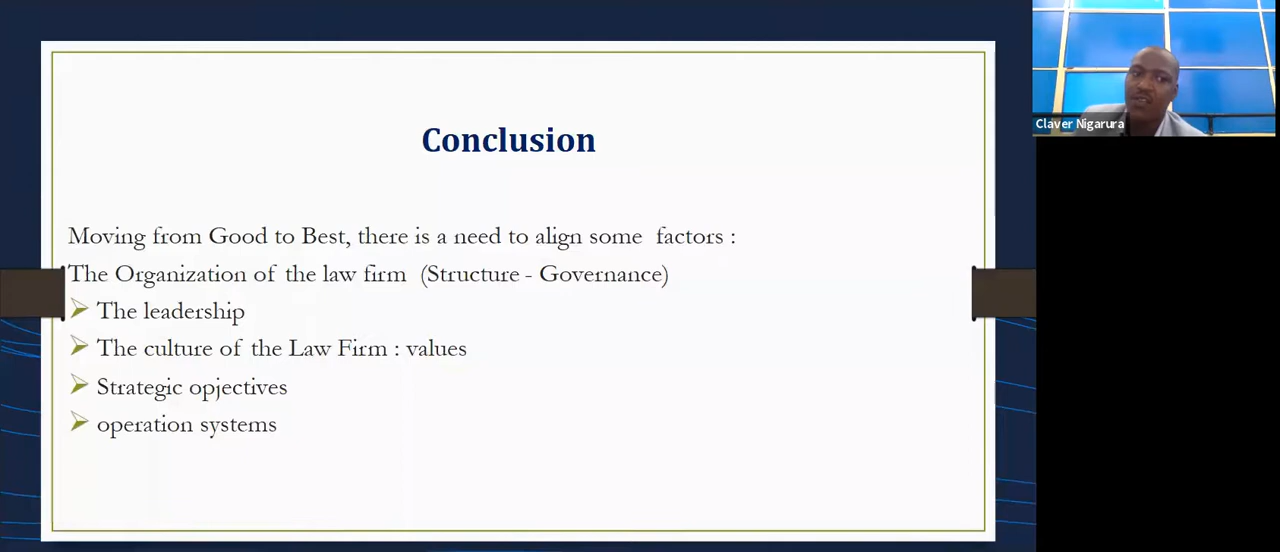 Conclusion
Moving from Good to Best, there is a need to align some factors :
The Organization of the law firm (Structure - Governance)
The leadership
The culture of the Law Firm : values
Strategic opjectives
operation systems
Claver Nigarura